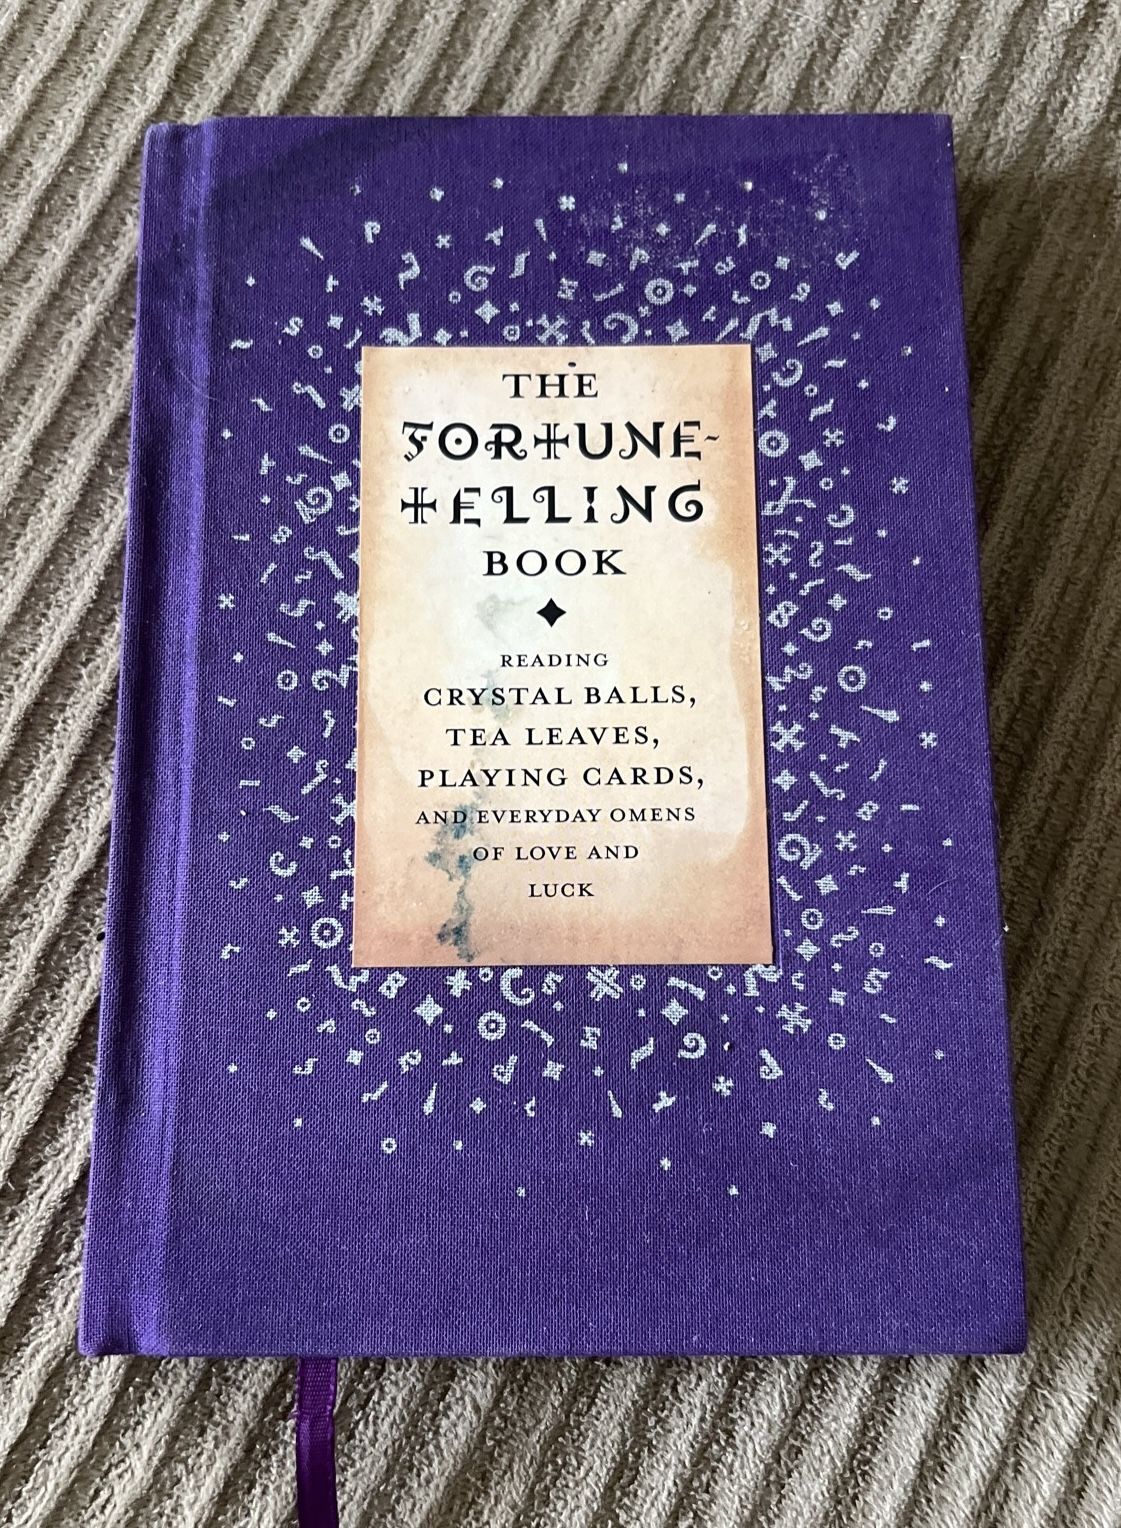 THE
FORTUNE-
TELLING
BOOK
READING
CRYSTAL BALLS,
TEA LEAVES,
PLAYING CARDS,
AND EVERYDAY OMENS
OF LOVE AND
LUCK